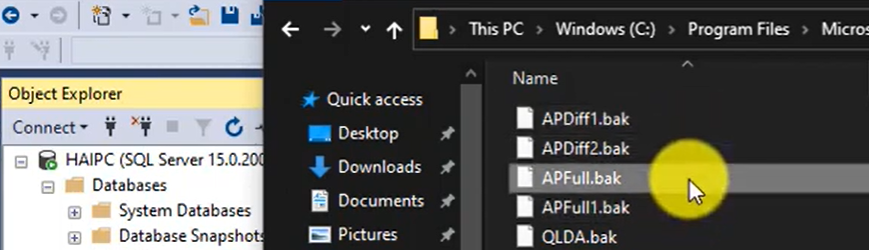 This PC > Windows (C:) > Program Files > Micros
Object Explorer
Connect
HAIPC (SQL Server 15.0.200
Databases
System Databases
Database Snapshots
Quick access
Desktop
Downloads
Documents
Pictures
Name
APDiff1.bak
APDiff2.bak
APFull.bak
APFull1.bak
QLDA.bak